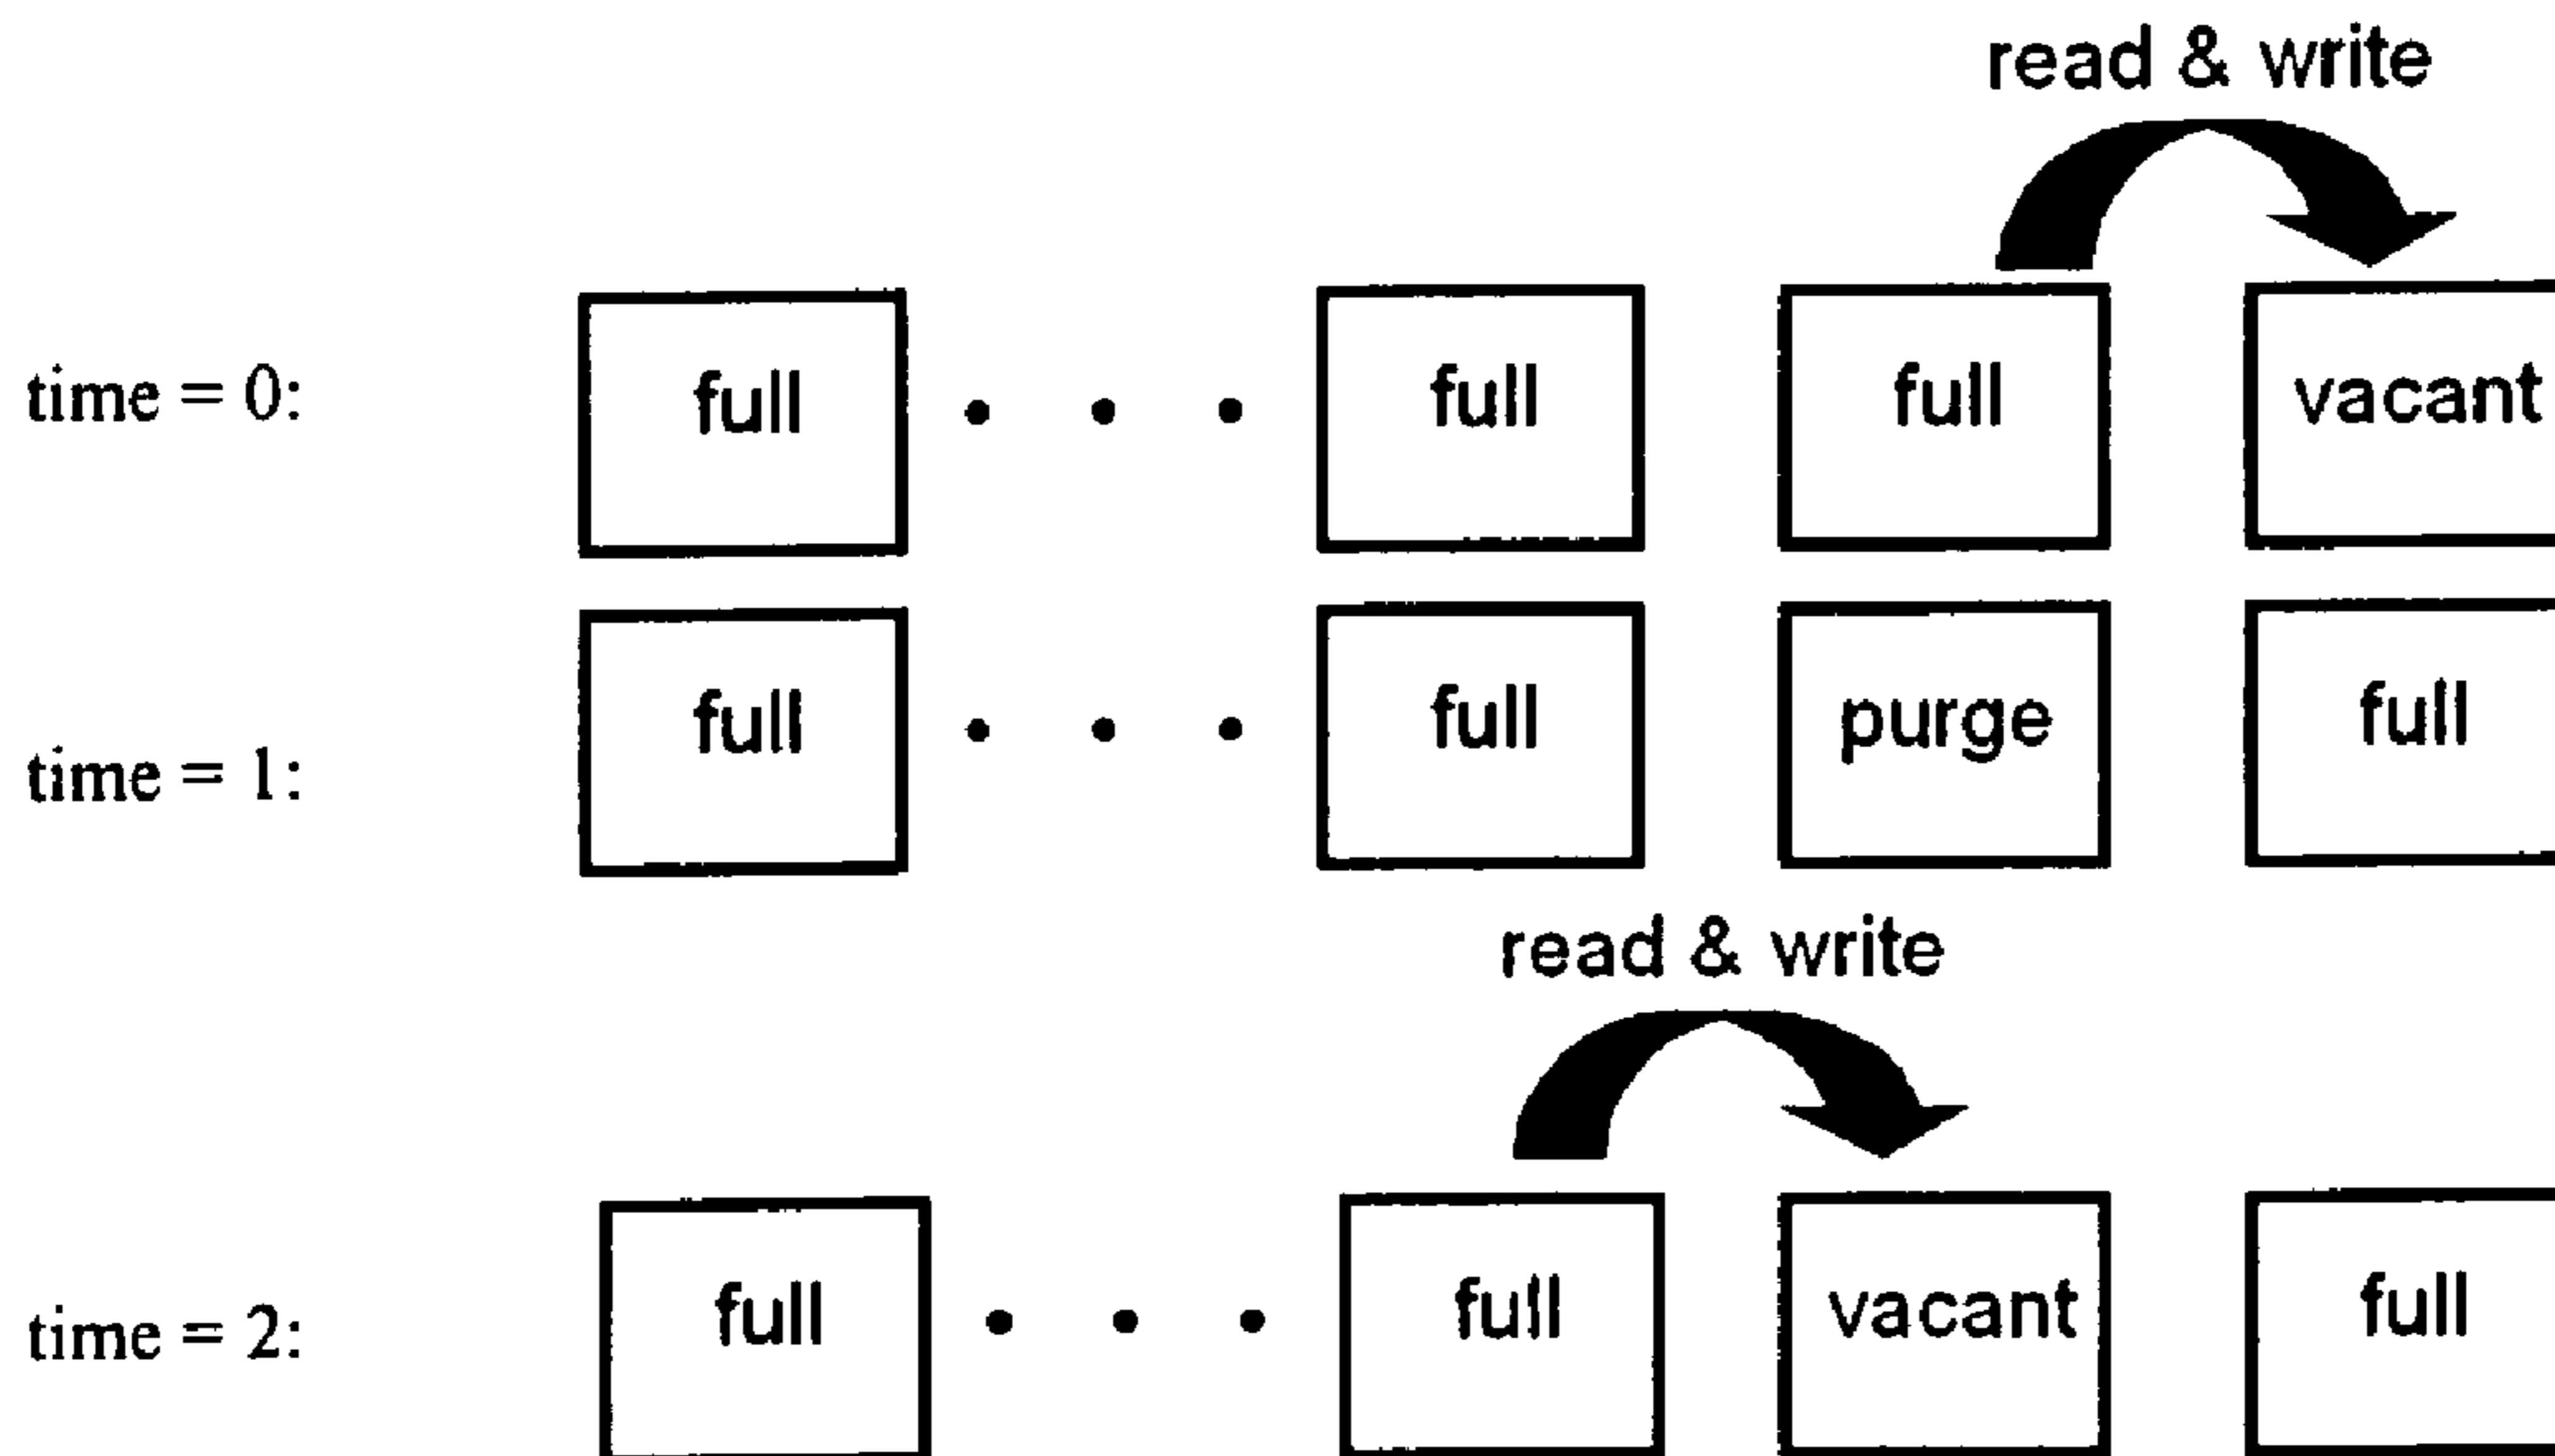 read & write
time = 0: full • • • full full vacant
time = 1: full • • • full purge full
read & write
time = 2: full • • • full vacant full